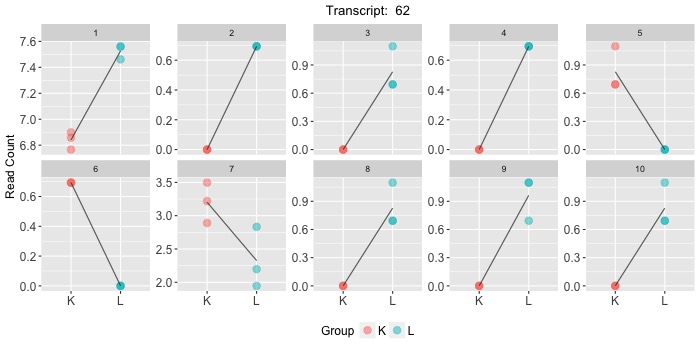 Transcript: 62
1 2 3 4 5
7.6 7.4 7.2 7.0 6.8
0.6 0.4 0.2 0.0
0.9 0.6 0.3 0.0
0.6 0.4 0.2 0.0
0.9 0.6 0.3 0.0
Read Count
6 7 8 9 10
0.6 0.4 0.2 0.0
3.5 3.0 2.5 2.0
0.9 0.6 0.3 0.0
0.9 0.6 0.3 0.0
0.9 0.6 0.3 0.0
K L K L K L K L K L
Group K L